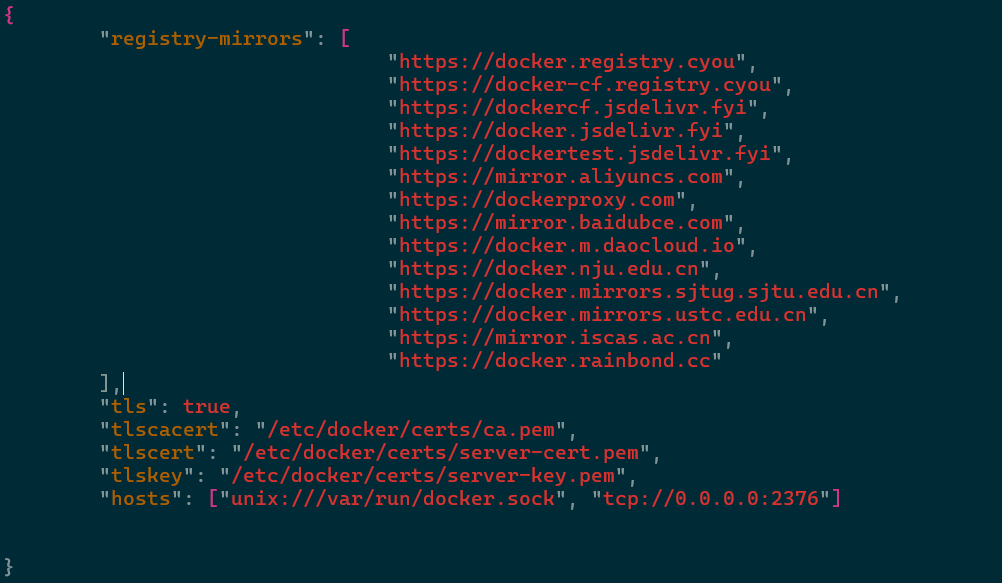 {
"registry-mirrors": [
"https://docker.registry.cyou",
"https://docker-cf.registry.cyou",
"https://dockercf.jsdelivr.fyi",
"https://docker.jsdelivr.fyi",
"https://dockertest.jsdelivr.fyi",
"https://mirror.aliyuncs.com",
"https://dockerproxy.com",
"https://mirror.baidubce.com",
"https://docker.m.daocloud.io",
"https://docker.nju.edu.cn",
"https://docker.mirrors.sjtug.sjtu.edu.cn",
"https://docker.mirrors.ustc.edu.cn",
"https://mirror.iscas.ac.cn",
"https://docker.rainbond.cc"
],
"tls": true,
"tlscacert": "/etc/docker/certs/ca.pem",
"tlscert": "/etc/docker/certs/server-cert.pem",
"tlskey": "/etc/docker/certs/server-key.pem",
"hosts": ["unix:///var/run/docker.sock", "tcp://0.0.0.0:2376"]
}